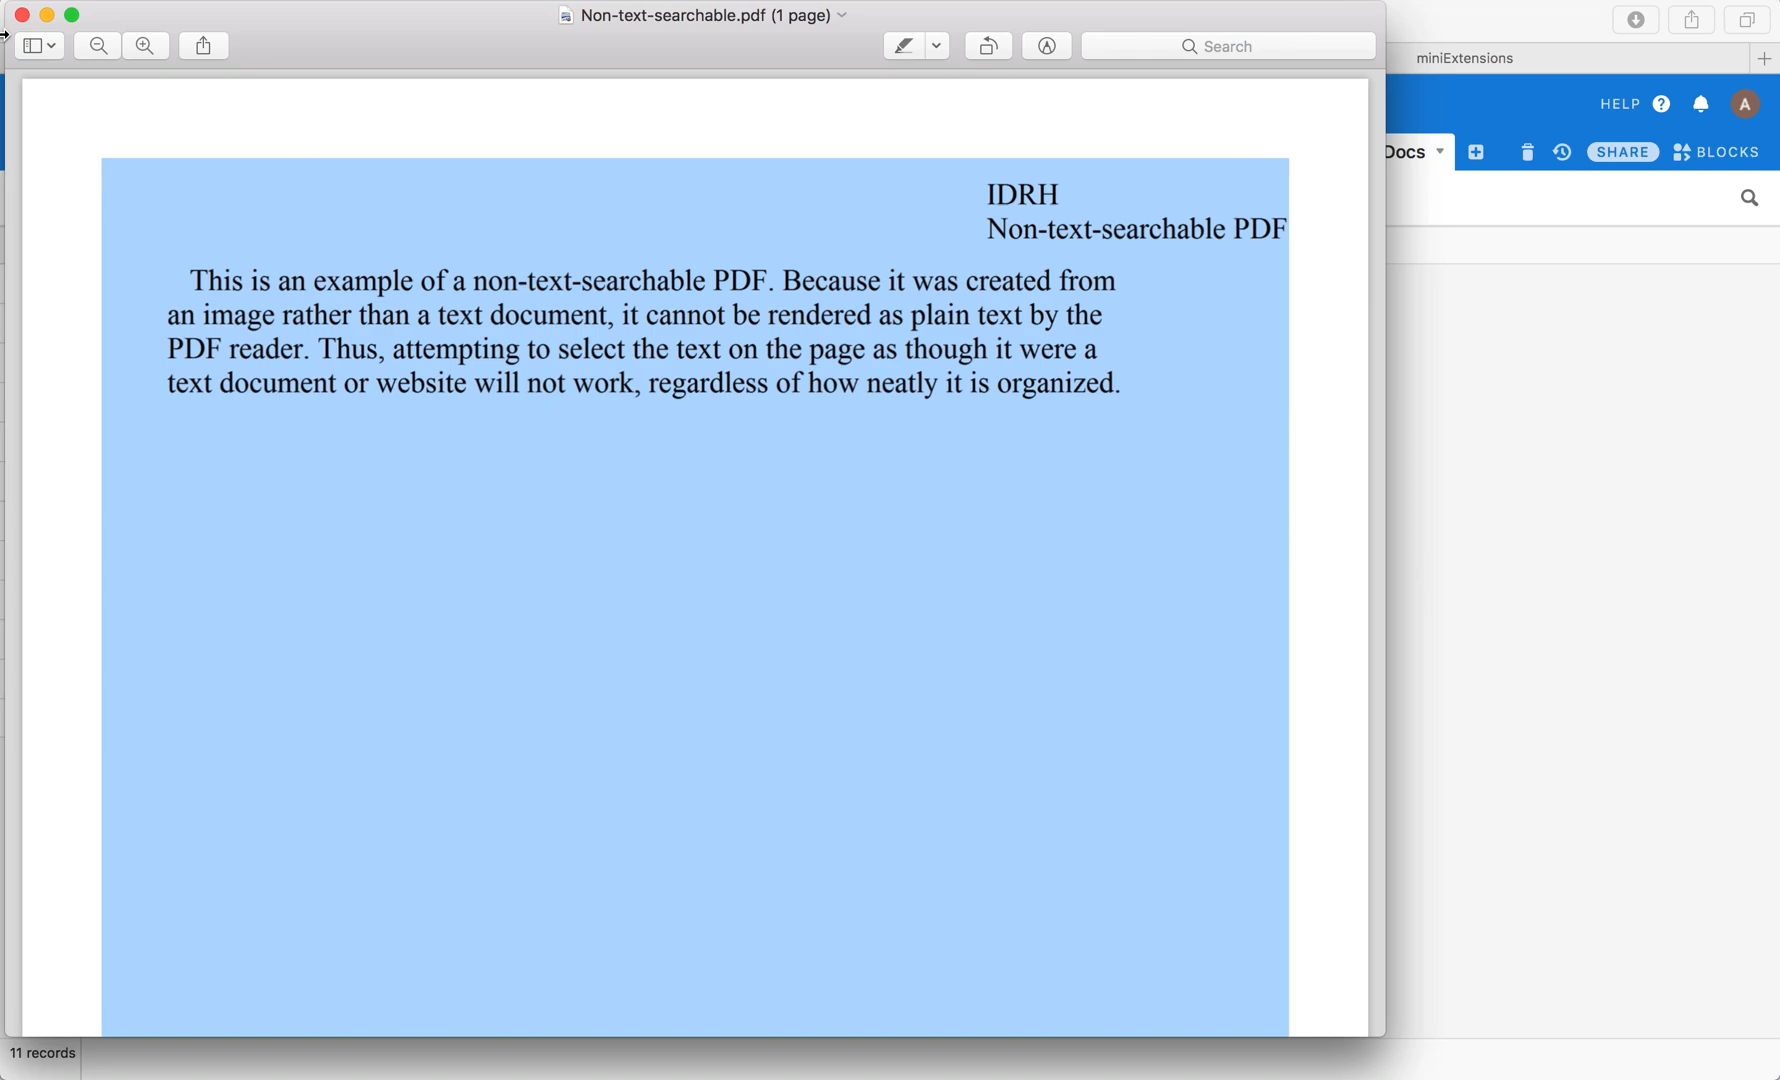 Non-text-searchable.pdf (1 page)
Search
miniExtensions
HELP
A
Docs
SHARE
BLOCKS
IDRH
Non-text-searchable PDF
This is an example of a non-text-searchable PDF. Because it was created from
an image rather than a text document, it cannot be rendered as plain text by the
PDF reader. Thus, attempting to select the text on the page as though it were a
text document or website will not work, regardless of how neatly it is organized.
11 records